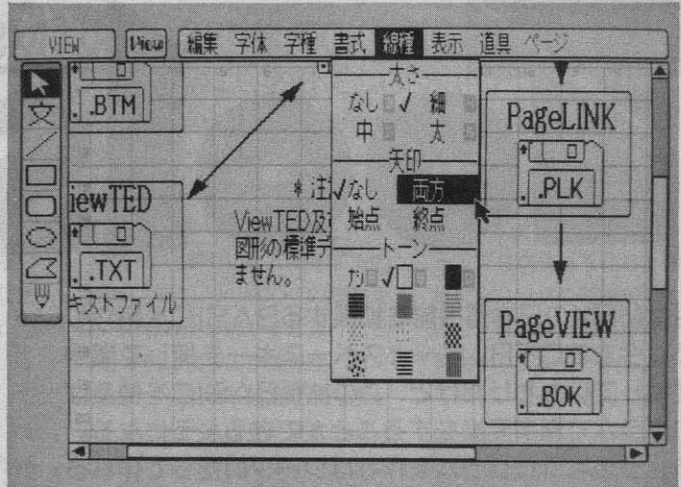 VIEW View 編集 字体 字種 書式 線種 表示 道具 ページ
文
.BTM
iewTED
.TXT
キストファイル
*注
ViewTED及
図形の標準デ
ません。
太さ
なし ✓ 細
中 太
矢印
✓なし 両方
始点 終点
トーン
ナシ ✓
PageLINK
.PLK
PageVIEW
.BOK